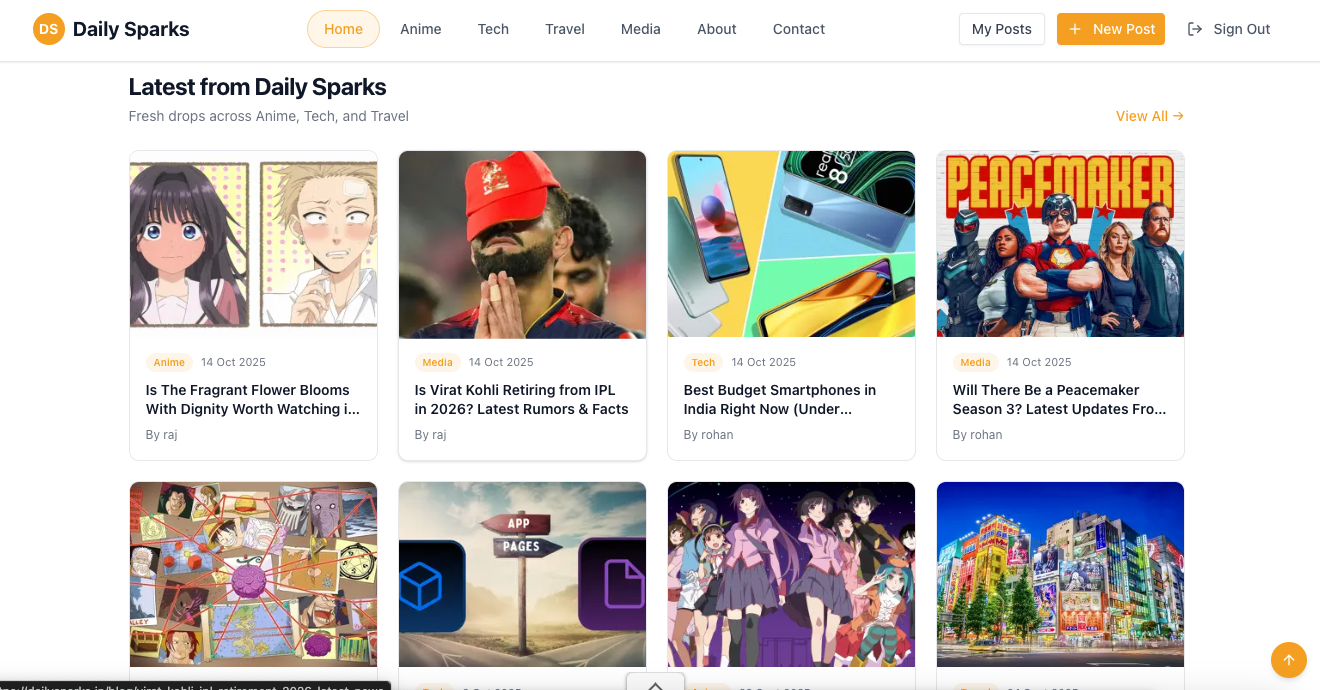 DS Daily Sparks Home Anime Tech Travel Media About Contact My Posts + New Post Sign Out
Latest from Daily Sparks
Fresh drops across Anime, Tech, and Travel
View All →
PEACEMAKER
Anime 14 Oct 2025
Is The Fragrant Flower Blooms
With Dignity Worth Watching i...
By raj
Media 14 Oct 2025
Is Virat Kohli Retiring from IPL
in 2026? Latest Rumors & Facts
By raj
Tech 14 Oct 2025
Best Budget Smartphones in
India Right Now (Under...
By rohan
Media 14 Oct 2025
Will There Be a Peacemaker
Season 3? Latest Updates Fro...
By rohan
APP
PAGES